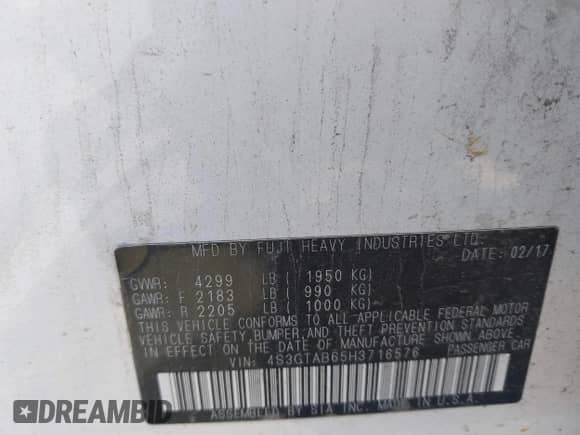 MFD BY FUJI HEAVY INDUSTRIES LTD.
DATE: 02/17
GVWR: 4299 LB ( 1950 KG)
GAWR: F 2183 LB ( 990 KG)
GAWR: R 2205 LB ( 1000 KG)
THIS VEHICLE CONFORMS TO ALL APPLICABLE FEDERAL MOTOR
VEHICLE SAFETY, BUMPER AND THEFT PREVENTION STANDARDS
IN EFFECT ON THE DATE OF MANUFACTURE SHOWN ABOVE.
VIN: 4S3GTAB65H3716576 PASSENGER CAR
ASSEMBLED BY SIA INC. MADE IN U.S.A.
DREAMBID